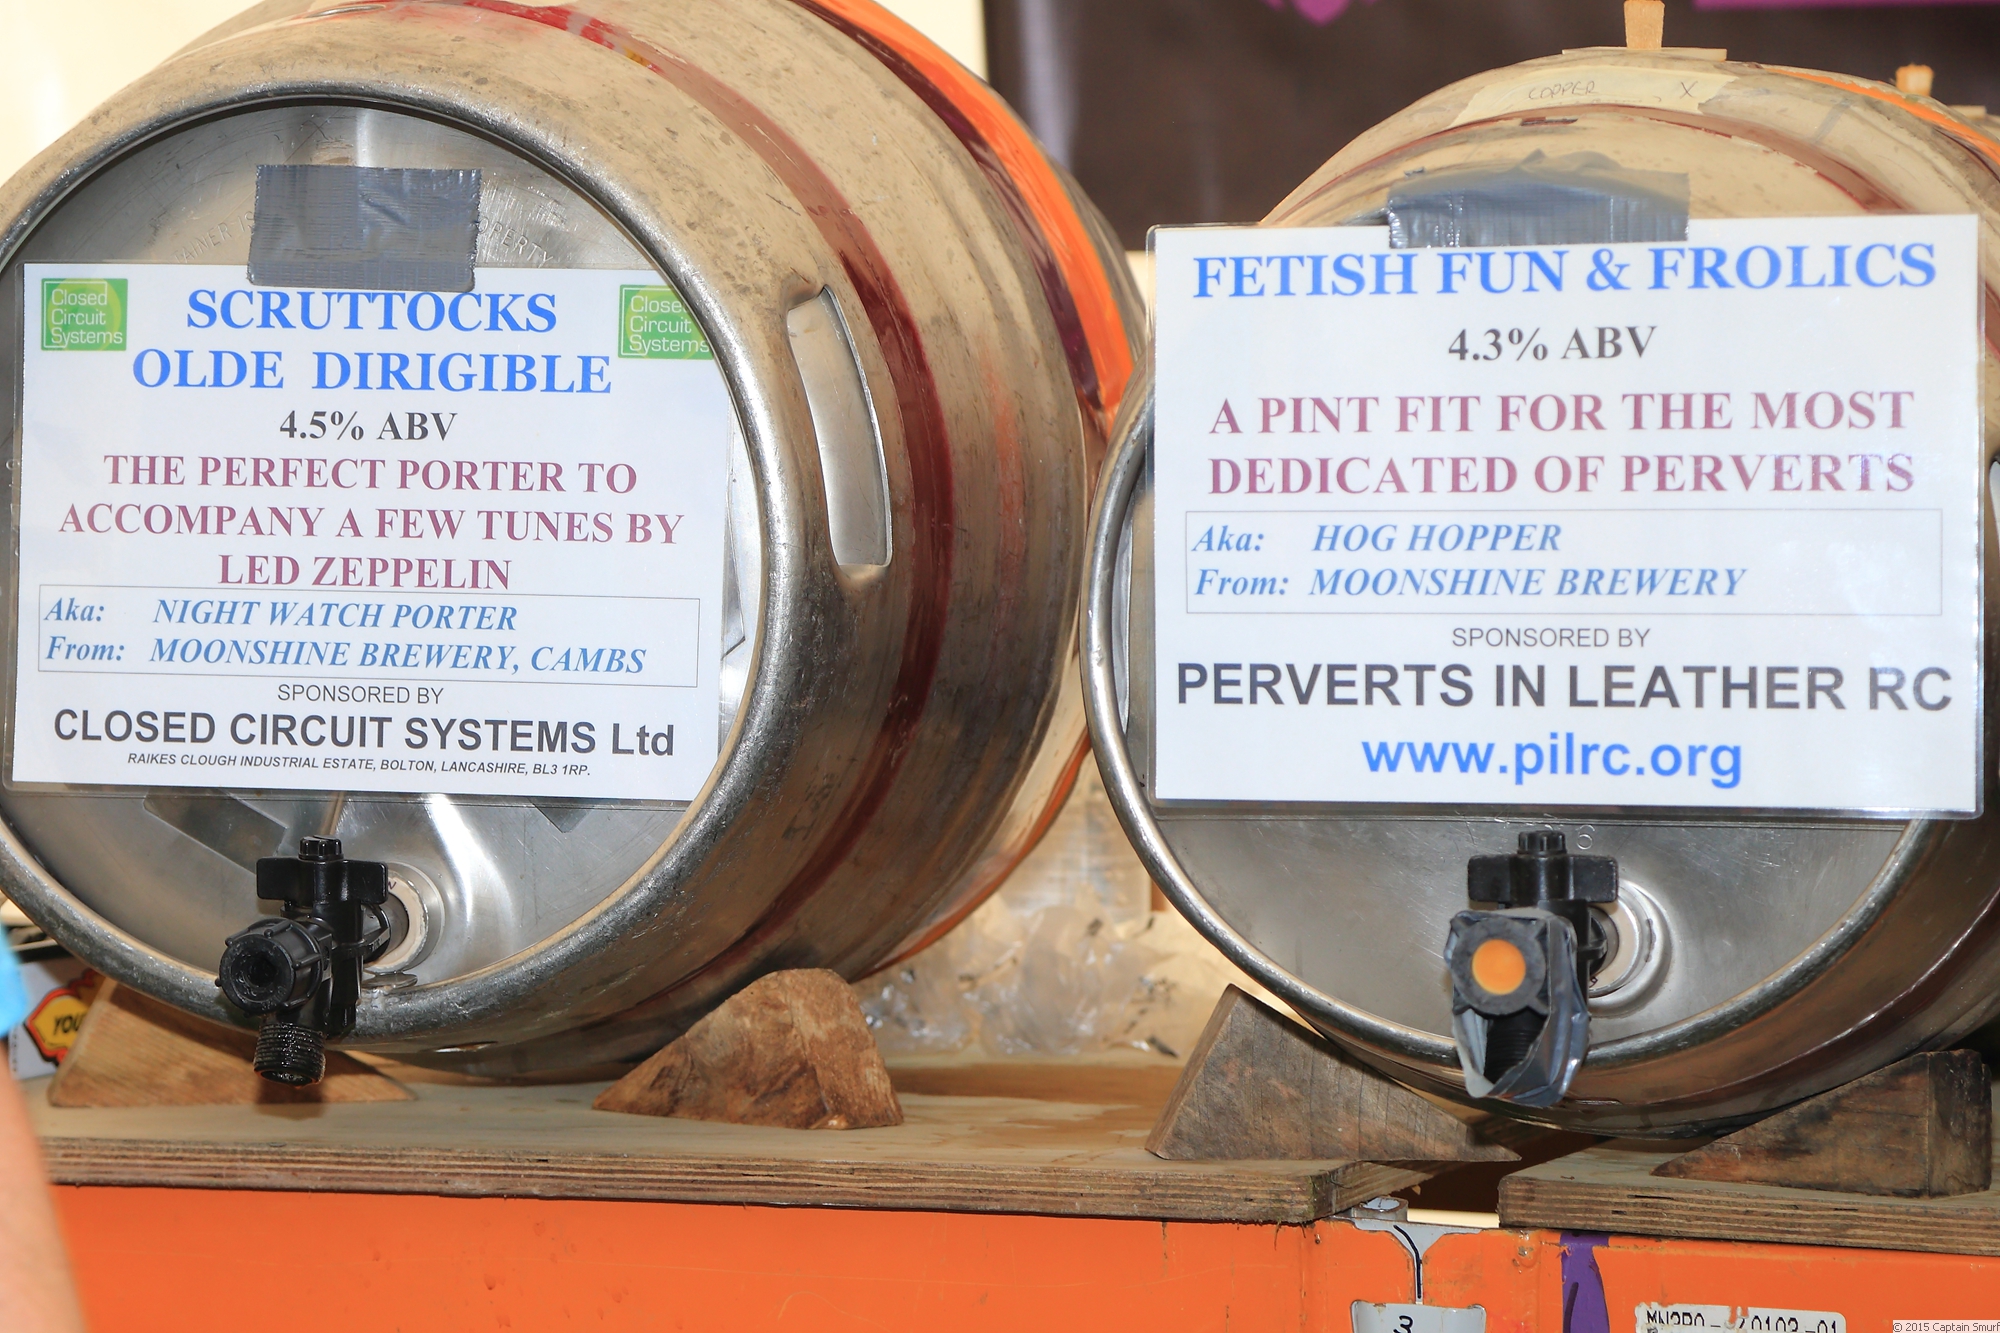 COPPER X
Closed
Circuit
Systems
Closed
Circuit
Systems
SCRUTTOCKS
OLDE DIRIGIBLE
4.5% ABV
THE PERFECT PORTER TO
ACCOMPANY A FEW TUNES BY
LED ZEPPELIN
Aka: NIGHT WATCH PORTER
From: MOONSHINE BREWERY, CAMBS
SPONSORED BY
CLOSED CIRCUIT SYSTEMS Ltd
RAIKES CLOUGH INDUSTRIAL ESTATE, BOLTON, LANCASHIRE, BL3 1RP.
FETISH FUN & FROLICS
4.3% ABV
A PINT FIT FOR THE MOST
DEDICATED OF PERVERTS
Aka: HOG HOPPER
From: MOONSHINE BREWERY
SPONSORED BY
PERVERTS IN LEATHER RC
www.pilrc.org
YOU
3
© 2015 Captain Smurf